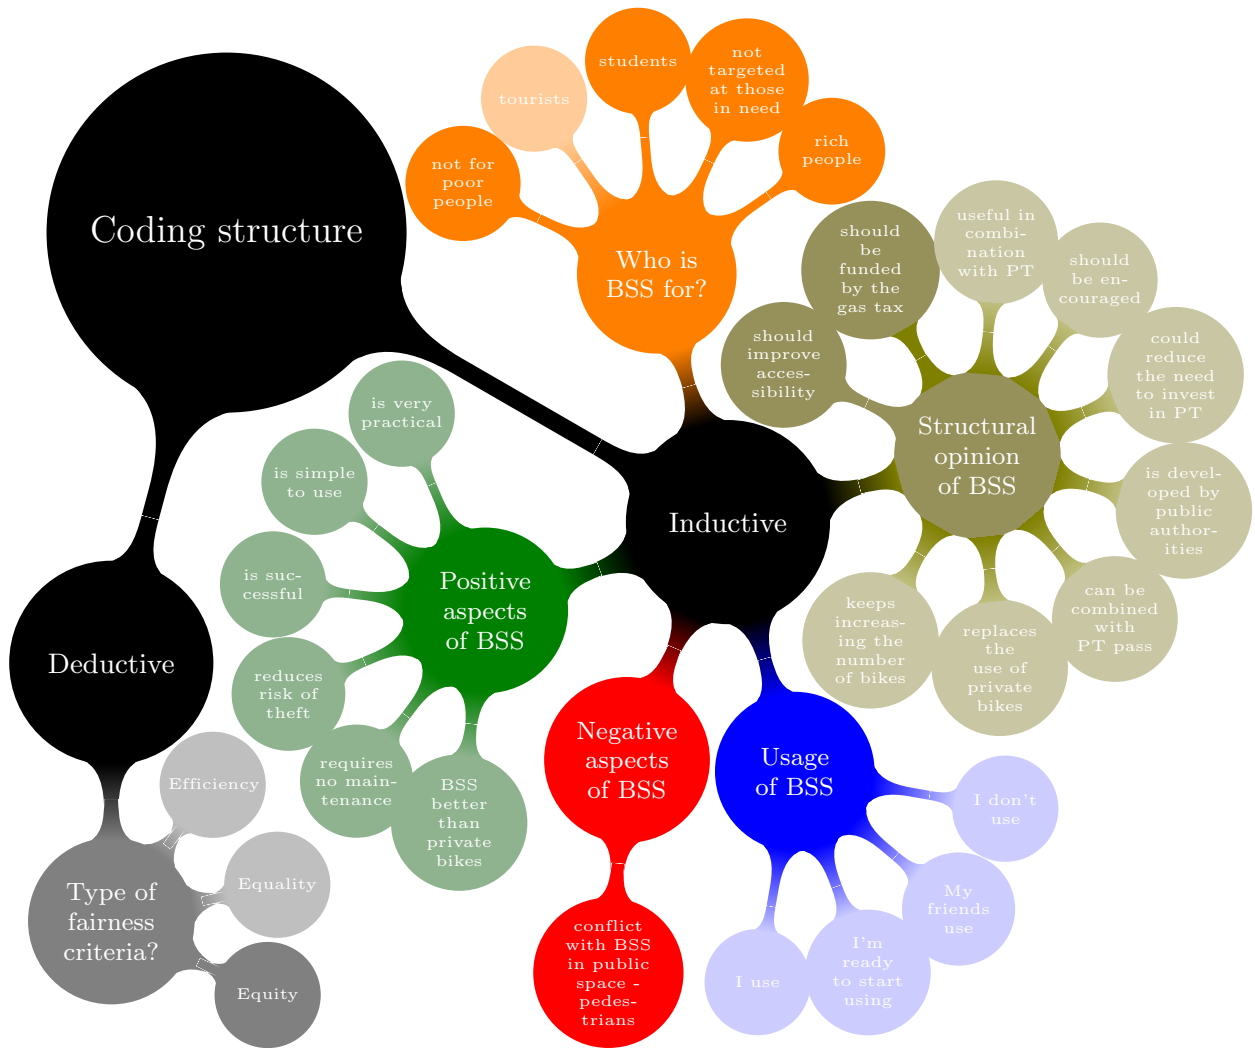 Coding structure
not for
poor
people
tourists
students
not
targeted
at those
in need
rich
people
Who is
BSS for?
should
improve
acces-
sibility
should
be
funded
by the
gas tax
useful in
combi-
nation
with PT
should
be en-
couraged
could
reduce
the need
to invest
in PT
is devel-
oped by
public
author-
ities
can be
combined
with
PT pass
replaces
the
use of
private
bikes
keeps
increas-
ing the
number
of bikes
Structural
opinion
of BSS
Inductive
is very
practical
is simple
to use
is suc-
cessful
reduces
risk of
theft
requires
no main-
tenance
BSS
better
than
private
bikes
Positive
aspects
of BSS
Deductive
Efficiency
Equality
Equity
Type of
fairness
criteria?
Negative
aspects
of BSS
conflict
with BSS
in public
space -
pedes-
trians
Usage
of BSS
I don't
use
My
friends
use
I'm
ready
to start
using
I use